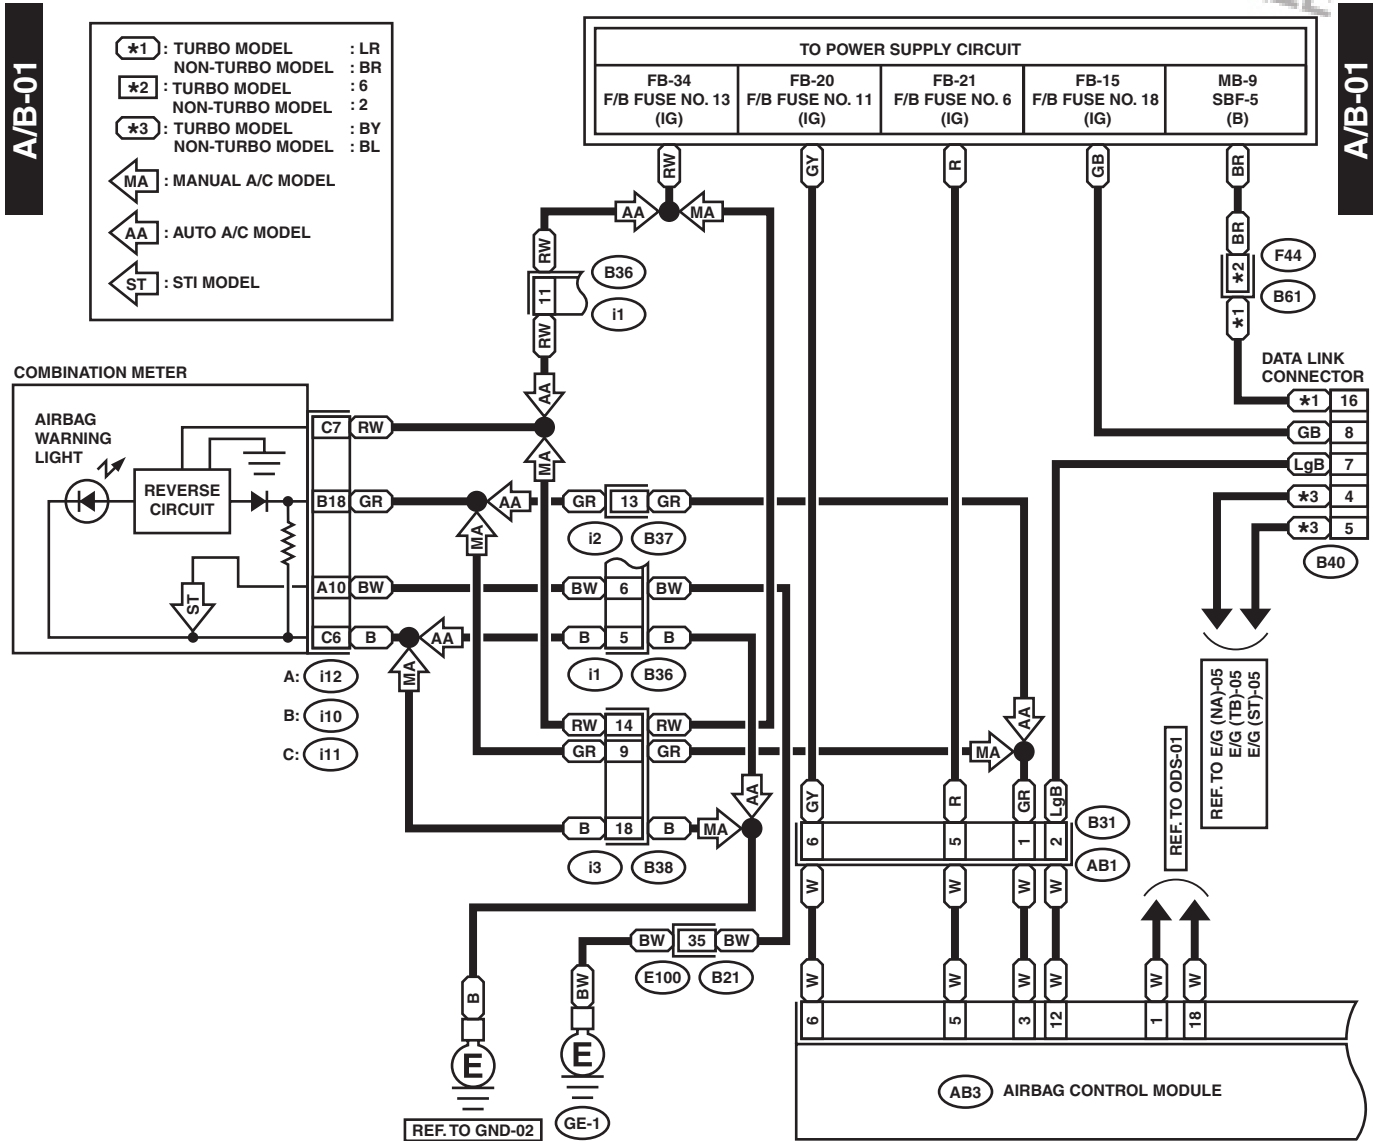 A/B-01
A/B-01
*1 : TURBO MODEL : LR
NON-TURBO MODEL : BR
*2 : TURBO MODEL : 6
NON-TURBO MODEL : 2
*3 : TURBO MODEL : BY
NON-TURBO MODEL : BL
MA : MANUAL A/C MODEL
AA : AUTO A/C MODEL
ST : STI MODEL
TO POWER SUPPLY CIRCUIT
FB-34
F/B FUSE NO. 13
(IG)
FB-20
F/B FUSE NO. 11
(IG)
FB-21
F/B FUSE NO. 6
(IG)
FB-15
F/B FUSE NO. 18
(IG)
MB-9
SBF-5
(B)
RW
GY
R
GB
BR
AA
MA
RW
11
RW
B36
i1
AA
MA
BR
*2
*1
F44
B61
DATA LINK
CONNECTOR
*1 16
GB 8
LgB 7
*3 4
*3 5
B40
COMBINATION METER
AIRBAG
WARNING
LIGHT
REVERSE
CIRCUIT
ST
C7 RW
B18 GR
A10 BW
C6 B
A: i12
B: i10
C: i11
AA
MA
GR 13 GR
i2 B37
BW 6 BW
AA
MA
B 5 B
i1 B36
RW 14 RW
GR 9 GR
B 18 B
i3 B38
MA
AA
MA
AA
GY
R
GR
LgB
6
5
1
2
B31
AB1
W
W
W
W
REF. TO E/G (NA)-05
E/G (TB)-05
E/G (ST)-05
REF. TO ODS-01
BW 35 BW
E100 B21
B
BW
E
E
REF. TO GND-02
GE-1
W
W
W
W
W
W
6
5
3
12
1
18
AB3 AIRBAG CONTROL MODULE